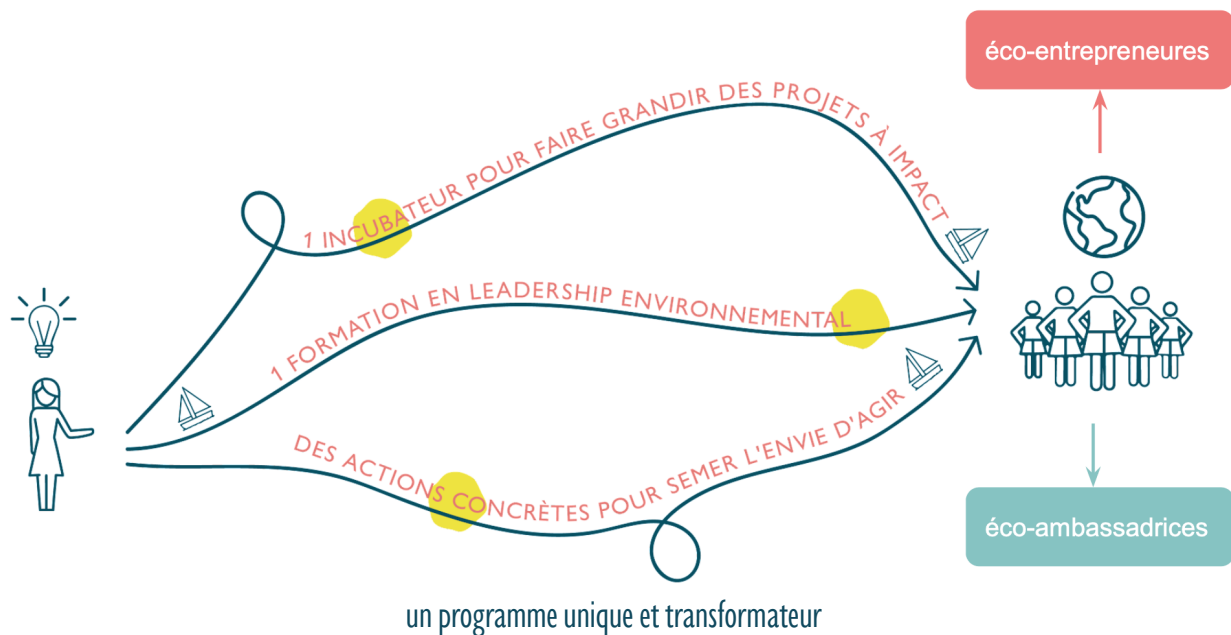 éco-entrepreneures
1 INCUBATEUR POUR FAIRE GRANDIR DES PROJETS À IMPACT
1 FORMATION EN LEADERSHIP ENVIRONNEMENTAL
DES ACTIONS CONCRÈTES POUR SEMER L'ENVIE D'AGIR
éco-ambassadrices
un programme unique et transformateur